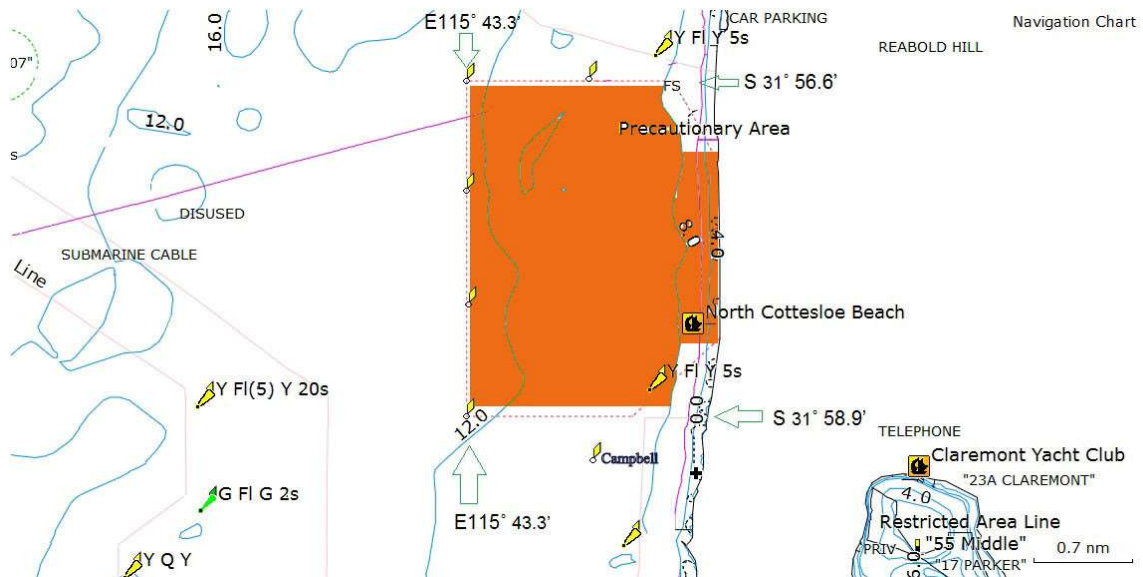 E115° 43.3'
CAR PARKING
Navigation Chart
16.0
Y Fl Y 5s
REABOLD HILL
07"
FS
S 31° 56.6'
12.0
Precautionary Area
s
DISUSED
8.0
4.0
SUBMARINE CABLE
Line
North Cottesloe Beach
Y Fl(5) Y 20s
Y Fl Y 5s
12.0
0.0
S 31° 58.9'
TELEPHONE
Campbell
Claremont Yacht Club
"23A CLAREMONT"
G Fl G 2s
4.0
E115° 43.3'
Restricted Area Line
"55 Middle"
PRIV
0.7 nm
Y Q Y
"17 PARKER"
6.0